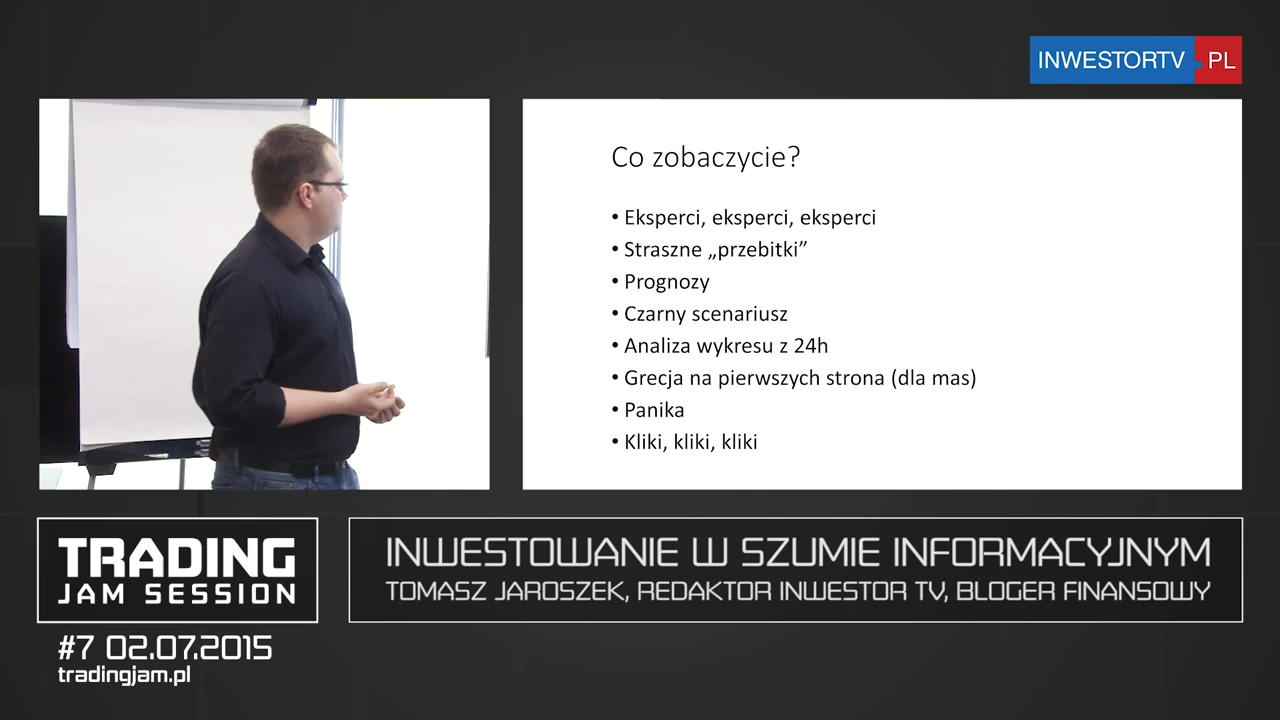 INWESTORTV.PL
Co zobaczycie?
• Eksperci, eksperci, eksperci
• Straszne „przebitki”
• Prognozy
• Czarny scenariusz
• Analiza wykresu z 24h
• Grecja na pierwszych strona (dla mas)
• Panika
• Kliki, kliki, kliki
TRADING
JAM SESSION
INWESTOWANIE W SZUMIE INFORMACYJNYM
TOMASZ JAROSZEK, REDAKTOR INWESTOR TV, BLOGER FINANSOWY
#7 02.07.2015
tradingjam.pl